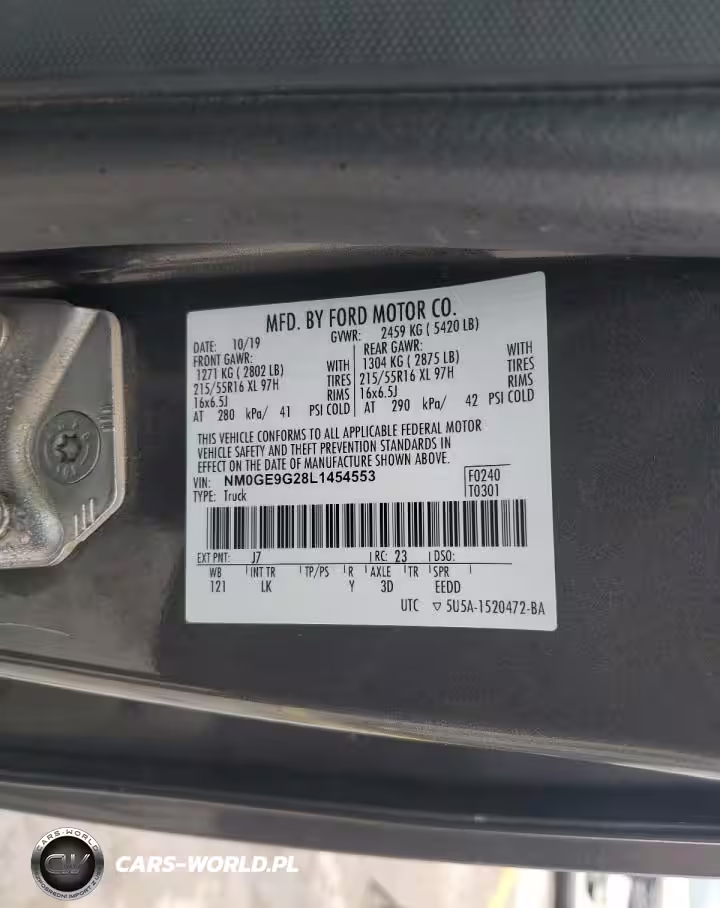 MFD. BY FORD MOTOR CO.
DATE: 10/19 GVWR: 2459 KG ( 5420 LB)
FRONT GAWR: REAR GAWR:
1271 KG ( 2802 LB) WITH 1304 KG ( 2875 LB) WITH
215/55R16 XL 97H TIRES 215/55R16 XL 97H TIRES
16x6.5J RIMS 16x6.5J RIMS
AT 280 kPa/ 41 PSI COLD AT 290 kPa/ 42 PSI COLD
THIS VEHICLE CONFORMS TO ALL APPLICABLE FEDERAL MOTOR
VEHICLE SAFETY AND THEFT PREVENTION STANDARDS IN
EFFECT ON THE DATE OF MANUFACTURE SHOWN ABOVE.
VIN: NM0GE9G28L1454553 F0240
TYPE: Truck T0301
EXT PNT: J7 RC: 23 DSO:
WB INT TR TP/PS R AXLE TR SPR
121 LK Y 3D EEDD
UTC ▽ 5U5A-1520472-BA
CARS-WORLD
CW
CARS-WORLD.PL